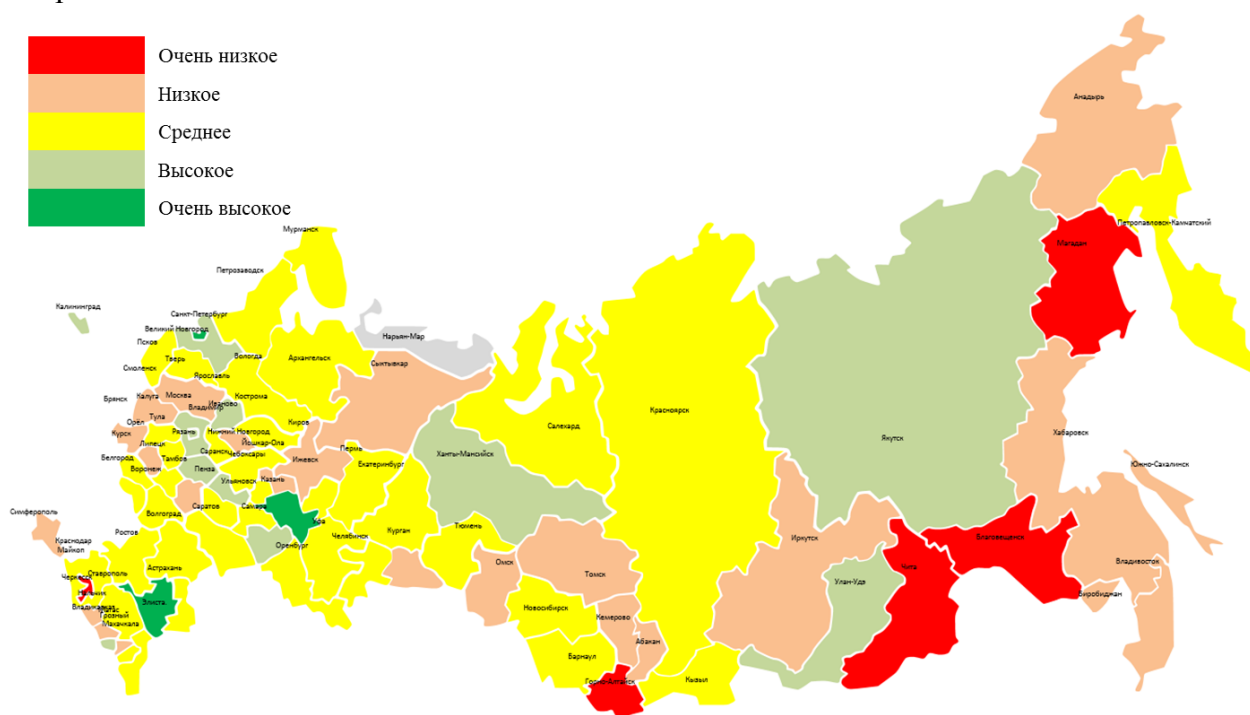 Очень низкое
Низкое
Среднее
Высокое
Очень высокое
Анадырь
Петропавловск-Камчатский
Магадан
Мурманск
Петрозаводск
Калининград
Санкт-Петербург
Великий Новгород
Нарьян-Мар
Псков
Вологда
Архангельск
Тверь
Сыктывкар
Смоленск
Ярославль
Кострома
Брянск
Калуга
Москва
Иваново
Владимир
Красноярск
Тула
Орёл
Киров
Салехард
Курск
Рязань
Нижний Новгород
Хабаровск
Якутск
Липецк
Йошкар-Ола
Саранск
Чебоксары
Пермь
Ханты-Мансийск
Белгород
Тамбов
Ижевск
Екатеринбург
Южно-Сахалинск
Воронеж
Пенза
Ульяновск
Казань
Симферополь
Волгоград
Саратов
Самара
Уфа
Тюмень
Курган
Челябинск
Ростов
Оренбург
Иркутск
Благовещенск
Краснодар
Майкоп
Омск
Владивосток
Астрахань
Чита
Томск
Черкесск
Ставрополь
Улан-Удэ
Нальчик
Элиста
Биробиджан
Владикавказ
Новосибирск
Грозный
Кемерово
Махачкала
Абакан
Барнаул
Горно-Алтайск
Кызыл